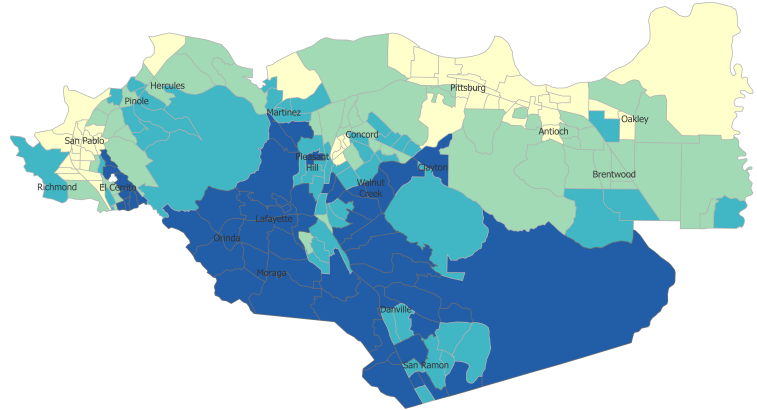 Hercules
Pinole
Pittsburg
Martinez
Oakley
Antioch
Concord
San Pablo
Pleasant
Hill
Clayton
Brentwood
Richmond
El Cerrito
Walnut
Creek
Lafayette
Orinda
Moraga
Danville
San Ramon